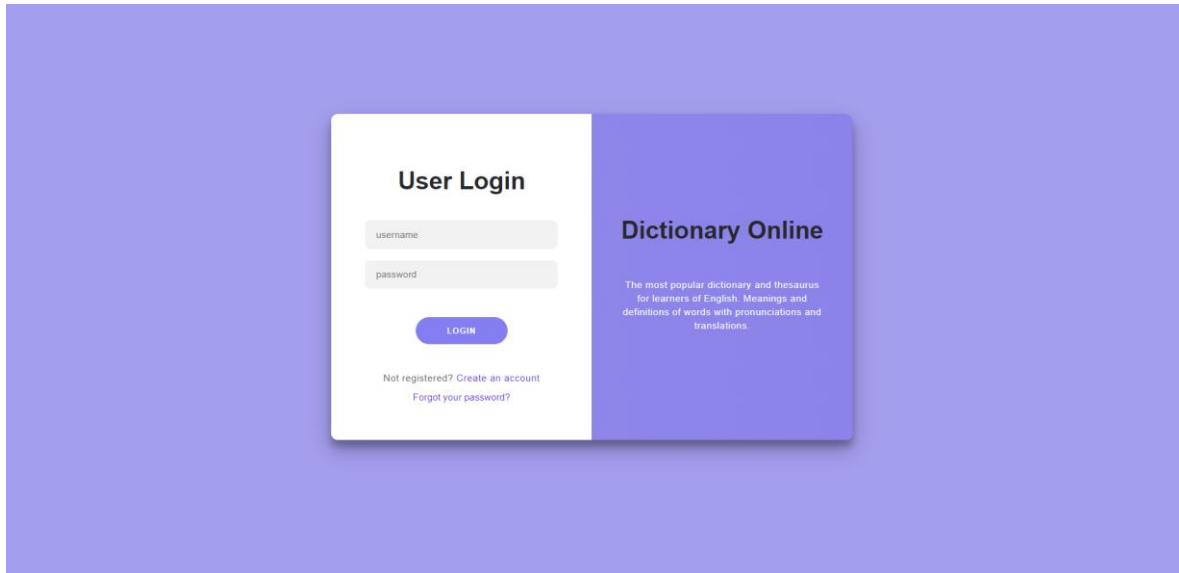 User Login
username
password
LOGIN
Not registered? Create an account
Forgot your password?
Dictionary Online
The most popular dictionary and thesaurus
for learners of English. Meanings and
definitions of words with pronunciations and
translations.